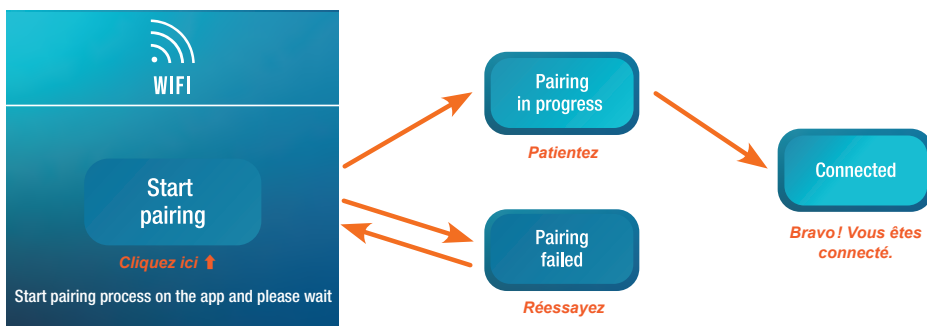 WIFI
Start
pairing
Cliquez ici ⬆
Start pairing process on the app and please wait
Pairing
in progress
Patientez
Pairing
failed
Réessayez
Connected
Bravo ! Vous êtes
connecté.